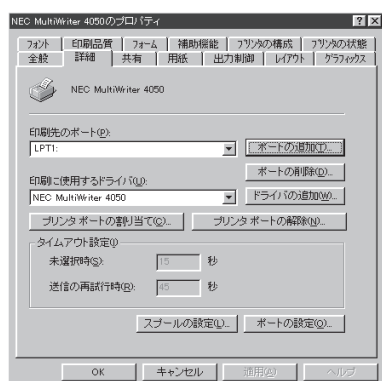 NEC MultiWriter 4050のプロパティ
フォント 印刷品質 フォーム 補助機能 プリンタの構成 プリンタの状態
全般 詳細 共有 用紙 出力制御 レイアウト グラフィックス
NEC MultiWriter 4050
印刷先のポート(P):
LPT1:
ポートの追加(T)...
ポートの削除(D)...
印刷に使用するドライバ(U):
NEC MultiWriter 4050
ドライバの追加(W)...
プリンタ ポートの割り当て(C)... プリンタ ポートの解除(N)...
タイムアウト設定(I)
未選択時(S): 15 秒
送信の再試行時(R): 45 秒
スプールの設定(L)... ポートの設定(O)...
OK キャンセル 適用(A) ヘルプ